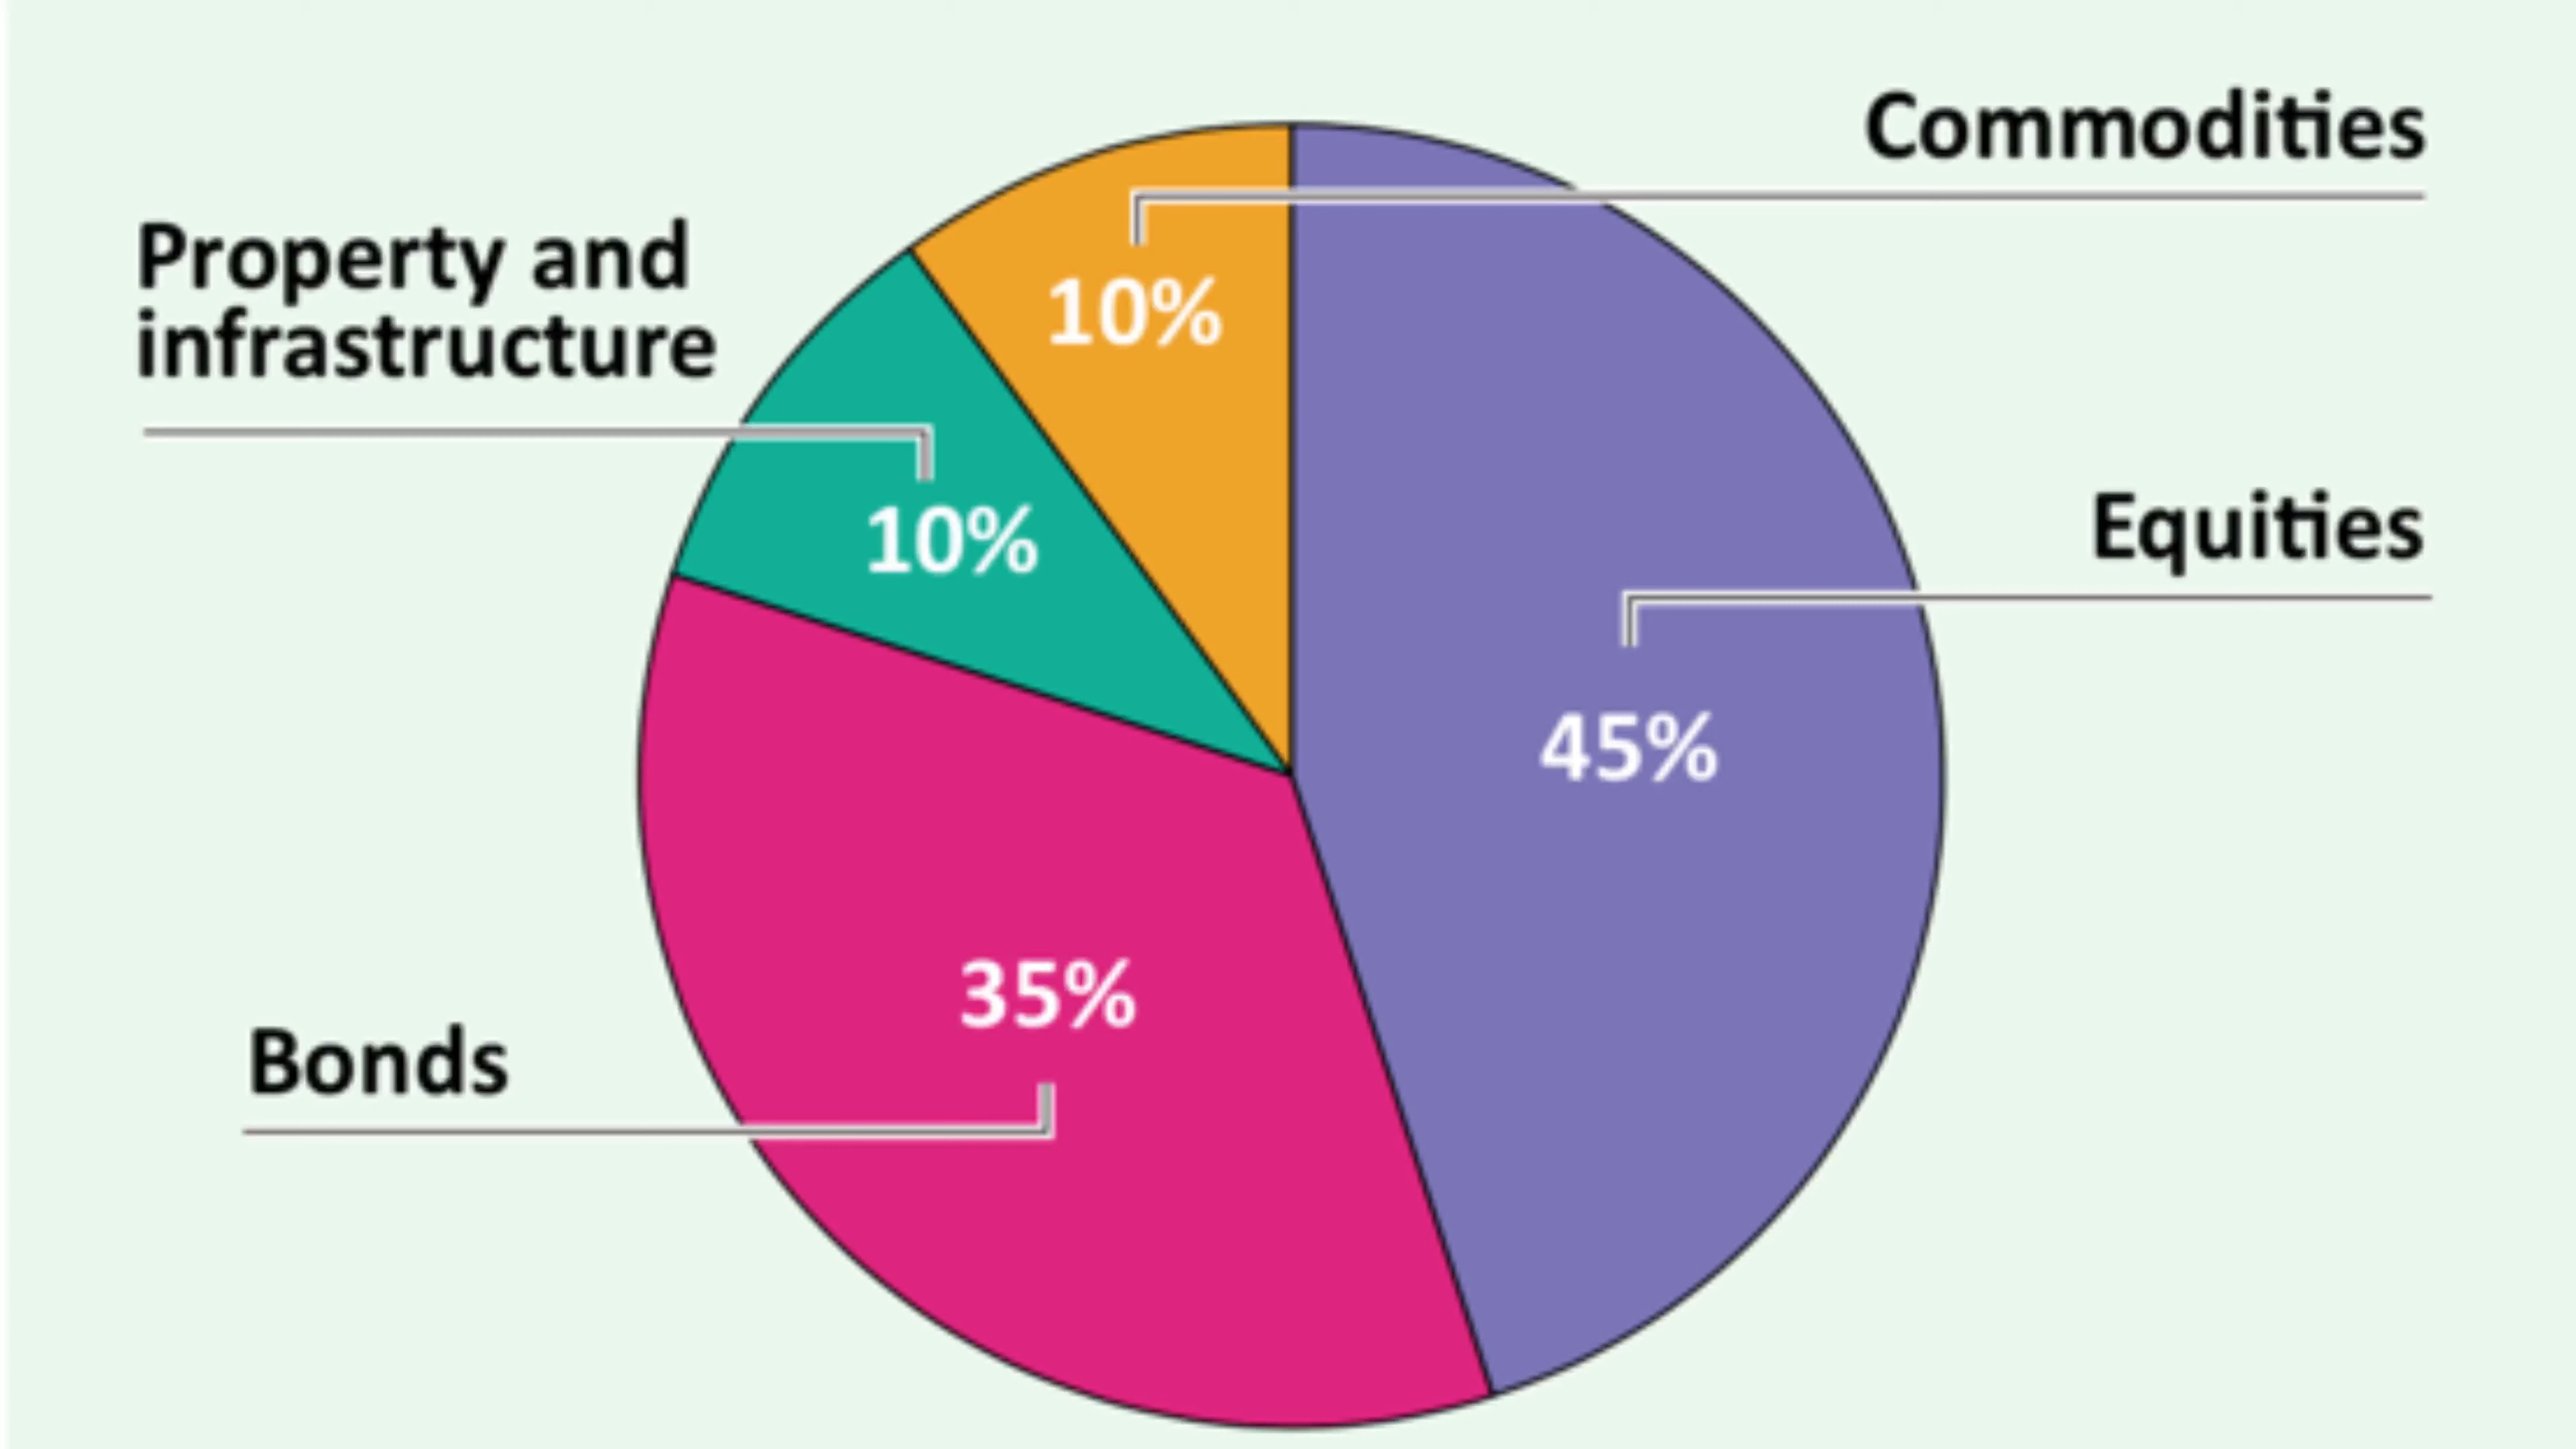 Commodities
Property and
infrastructure
10%
Equities
10%
45%
35%
Bonds